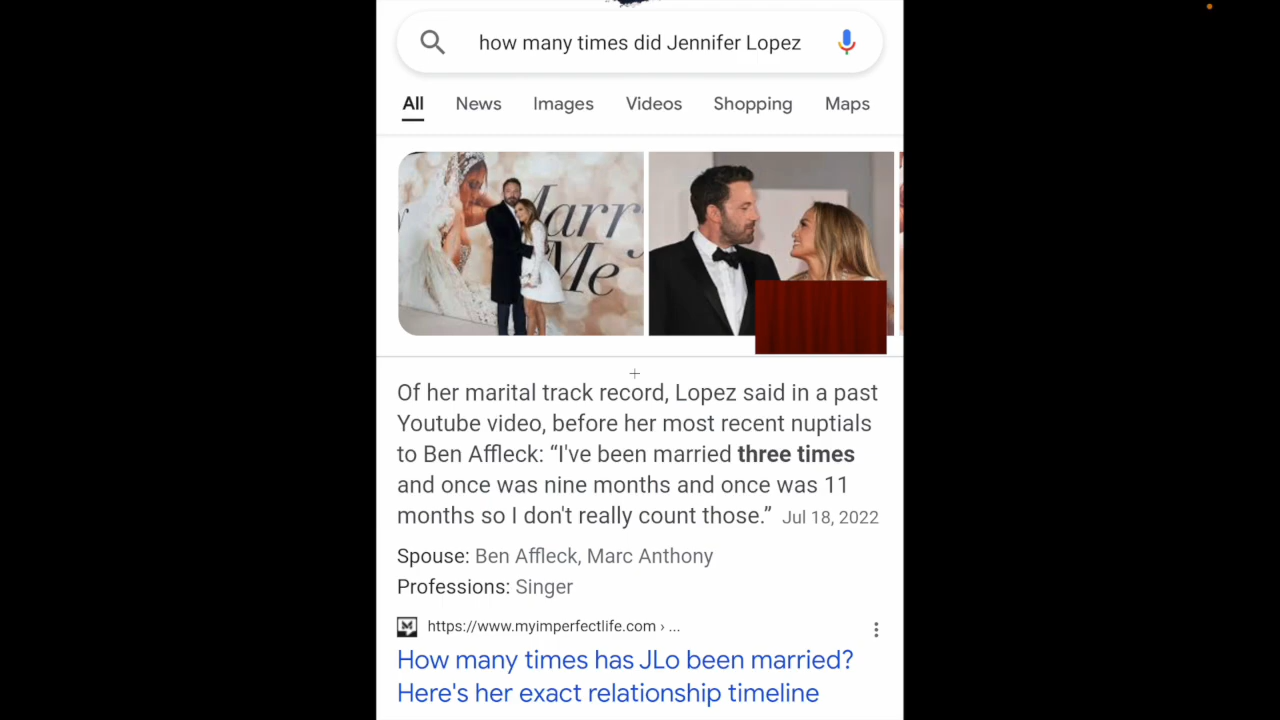 how many times did Jennifer Lopez
All News Images Videos Shopping Maps
Marry
Me
Of her marital track record, Lopez said in a past
Youtube video, before her most recent nuptials
to Ben Affleck: “I've been married three times
and once was nine months and once was 11
months so I don't really count those.” Jul 18, 2022
Spouse: Ben Affleck, Marc Anthony
Professions: Singer
https://www.myimperfectlife.com › ...
How many times has JLo been married?
Here's her exact relationship timeline